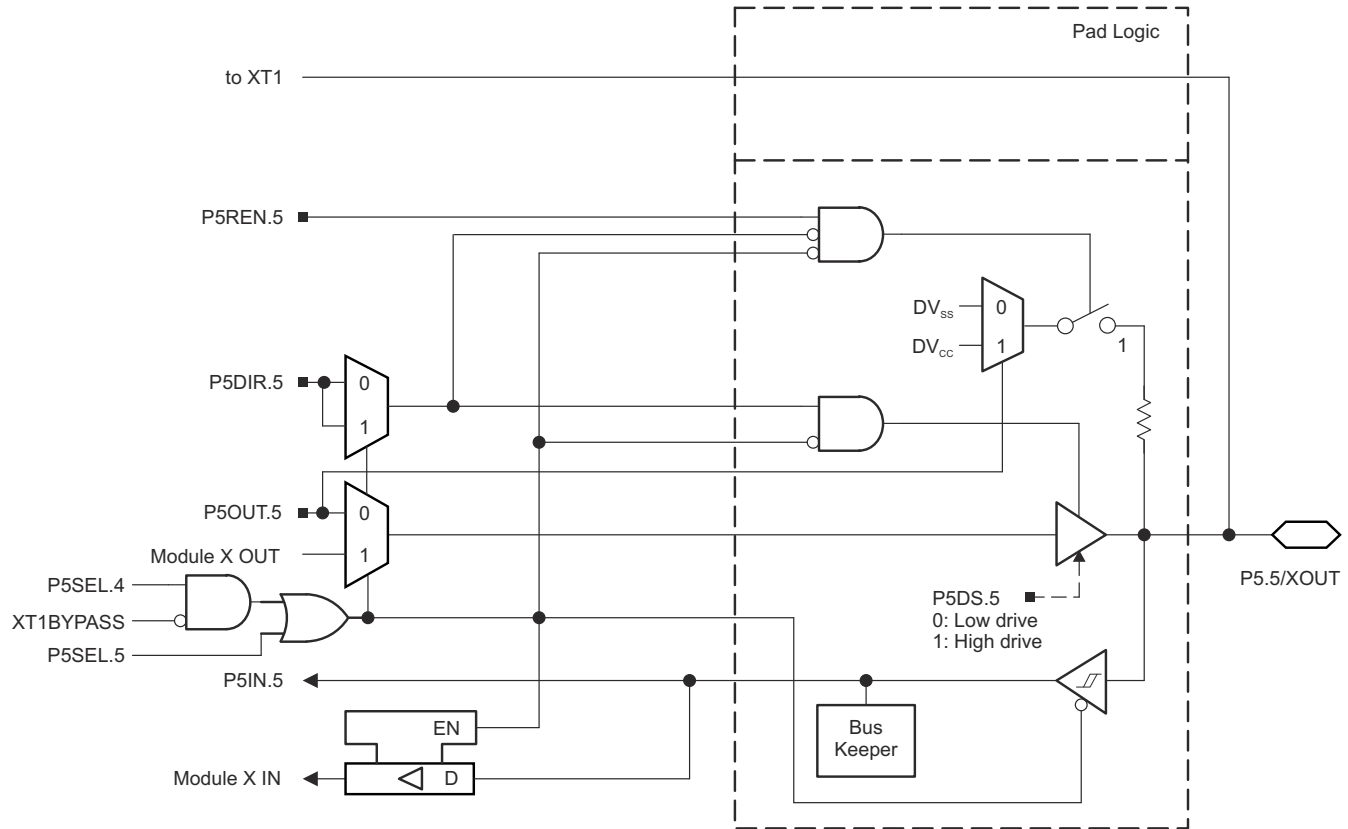 Pad Logic
to XT1
P5REN.5
DVSS
0
DVCC
1
1
P5DIR.5
0
1
P5OUT.5
0
Module X OUT
1
P5SEL.4
XT1BYPASS
P5SEL.5
P5.5/XOUT
P5DS.5
0: Low drive
1: High drive
P5IN.5
EN
Bus
Keeper
Module X IN
D